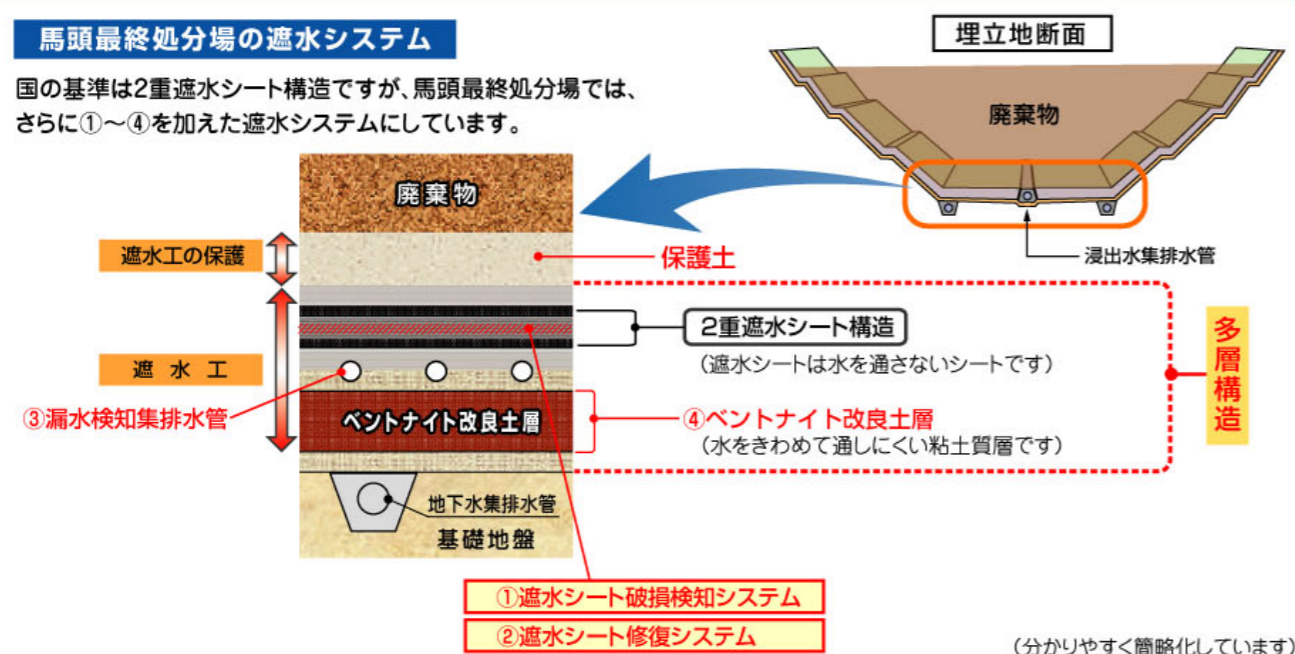 馬頭最終処分場の遮水システム
国の基準は2重遮水シート構造ですが、馬頭最終処分場では、
さらに①～④を加えた遮水システムにしています。
埋立地断面
廃棄物
浸出水集排水管
廃棄物
遮水工の保護
保護土
2重遮水シート構造
(遮水シートは水を通さないシートです)
遮水工
③漏水検知集排水管
ベントナイト改良土層
④ベントナイト改良土層
(水をきわめて通しにくい粘土質層です)
多層構造
地下水集排水管
基礎地盤
①遮水シート破損検知システム
②遮水シート修復システム
(分かりやすく簡略化しています)